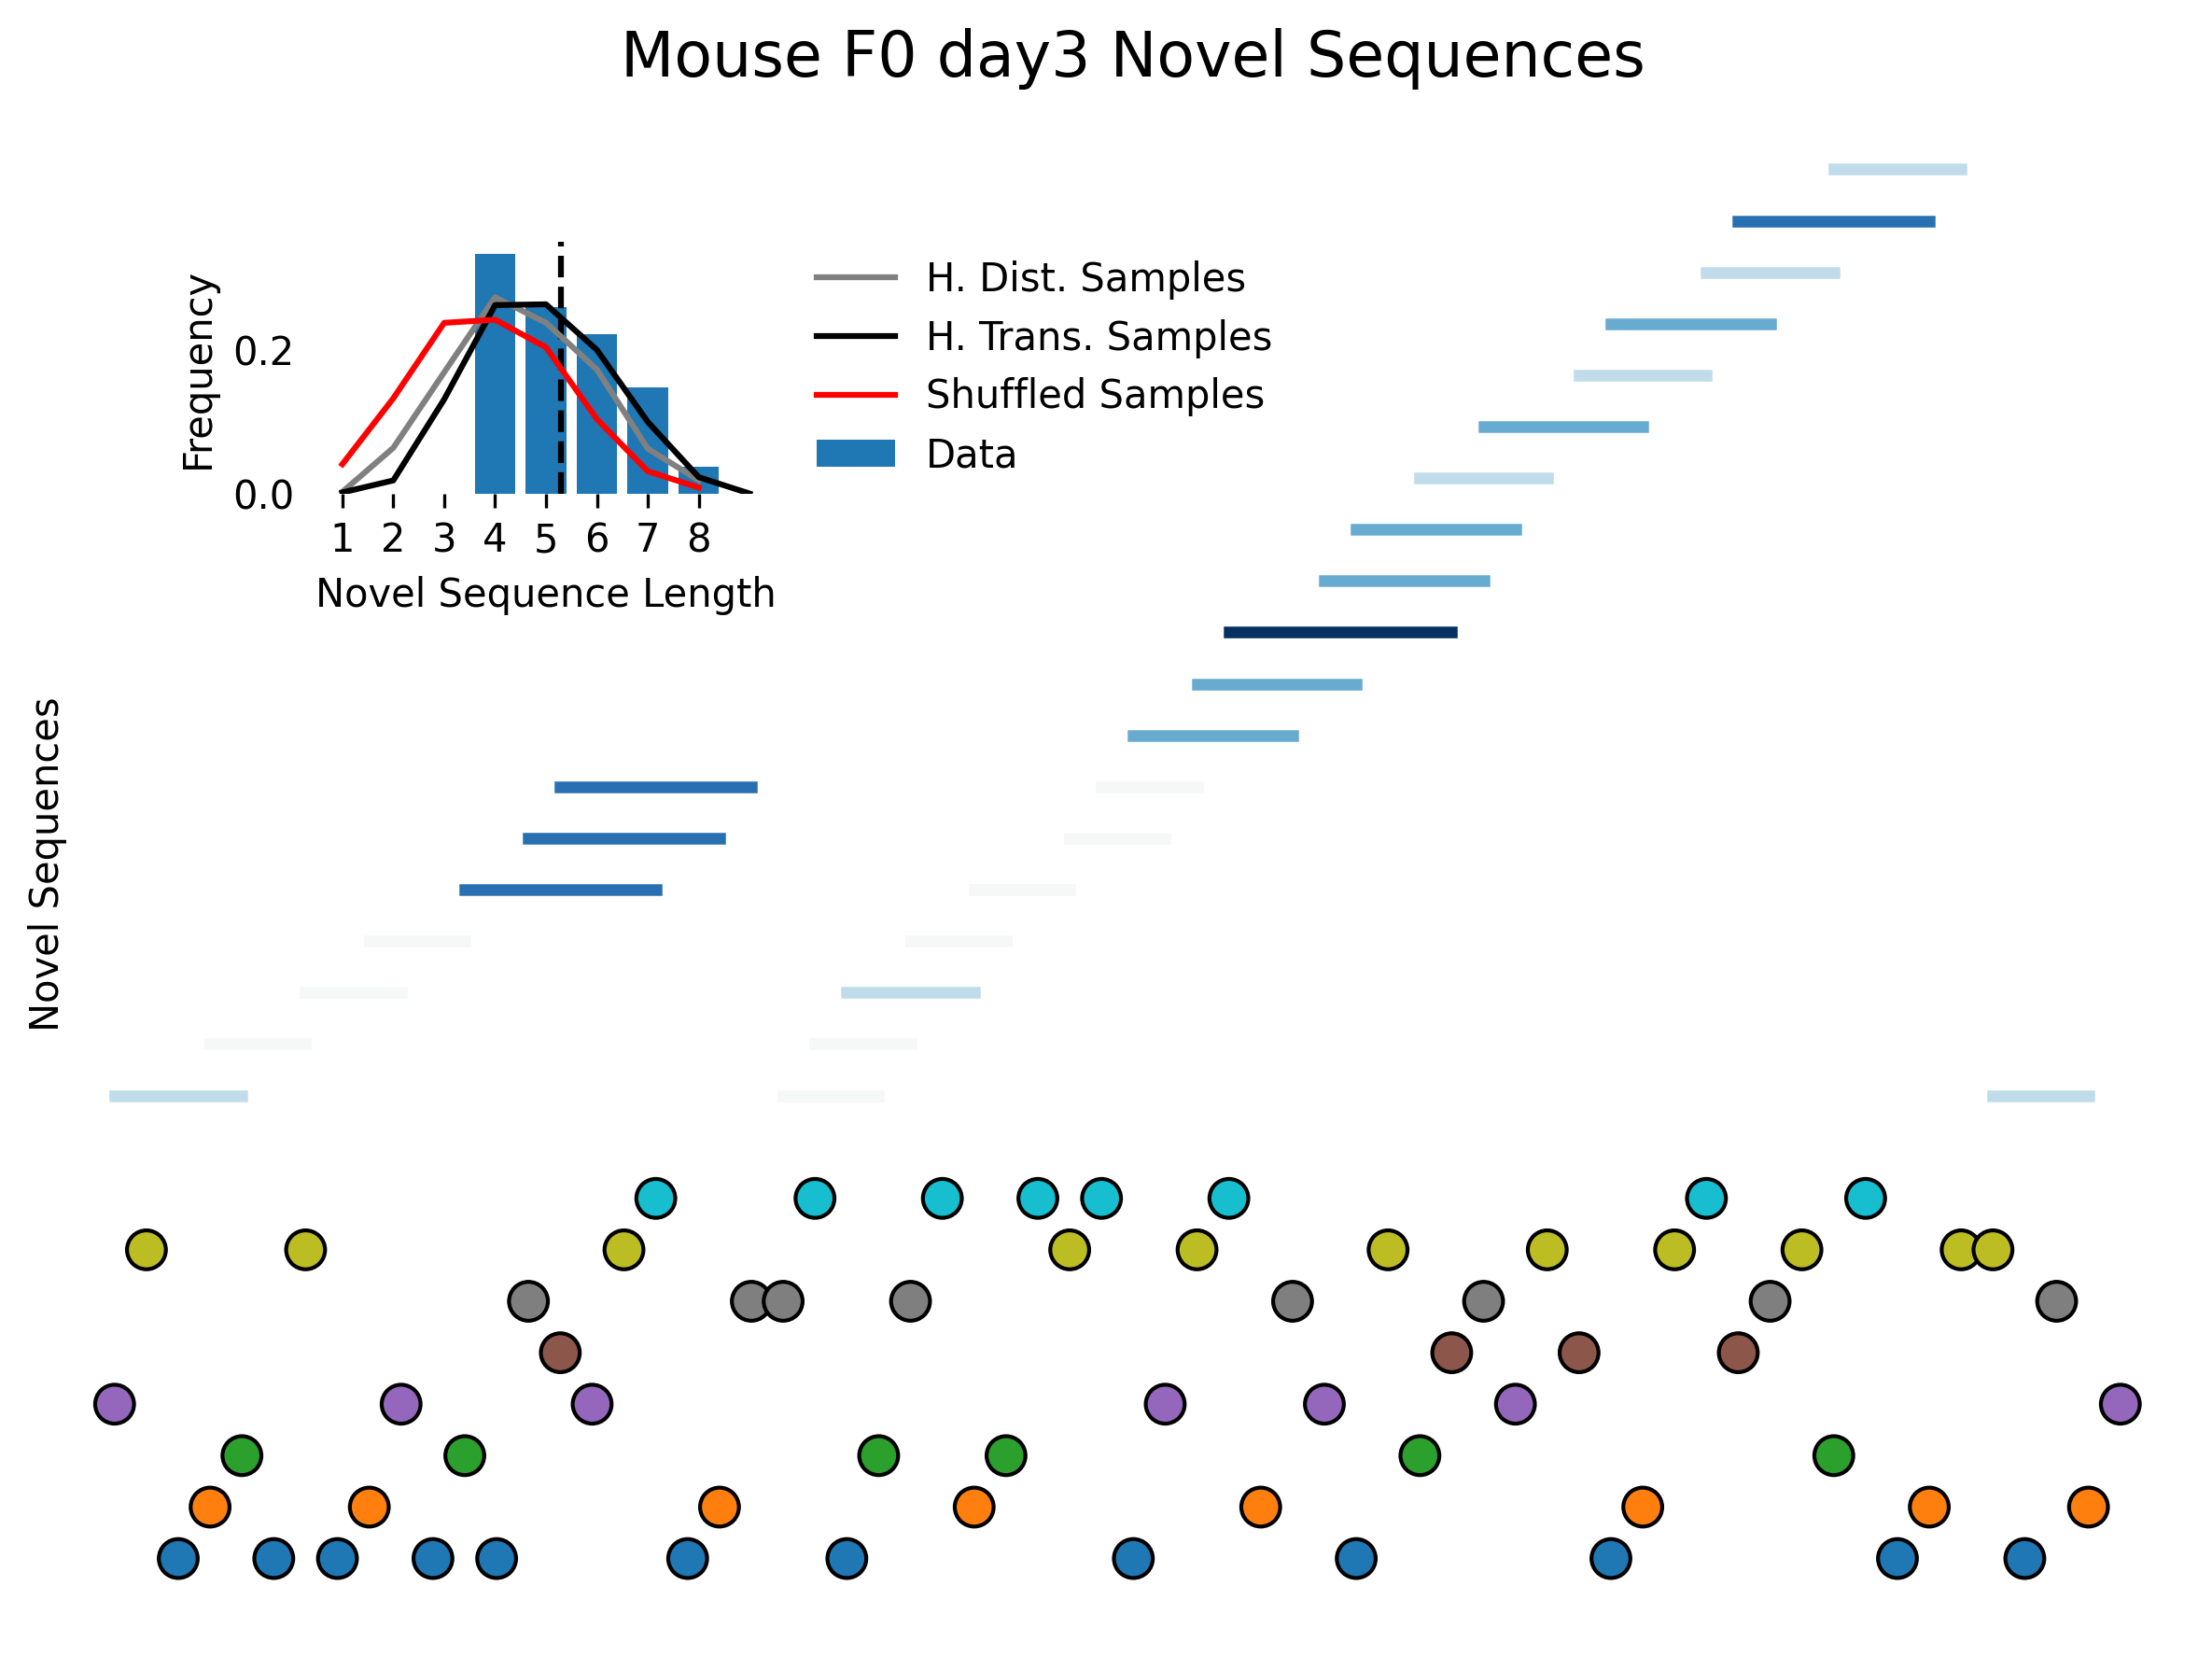 Mouse F0 day3 Novel Sequences
Frequency
0.2
0.0
1 2 3 4 5 6 7 8
Novel Sequence Length
H. Dist. Samples
H. Trans. Samples
Shuffled Samples
Data
Novel Sequences